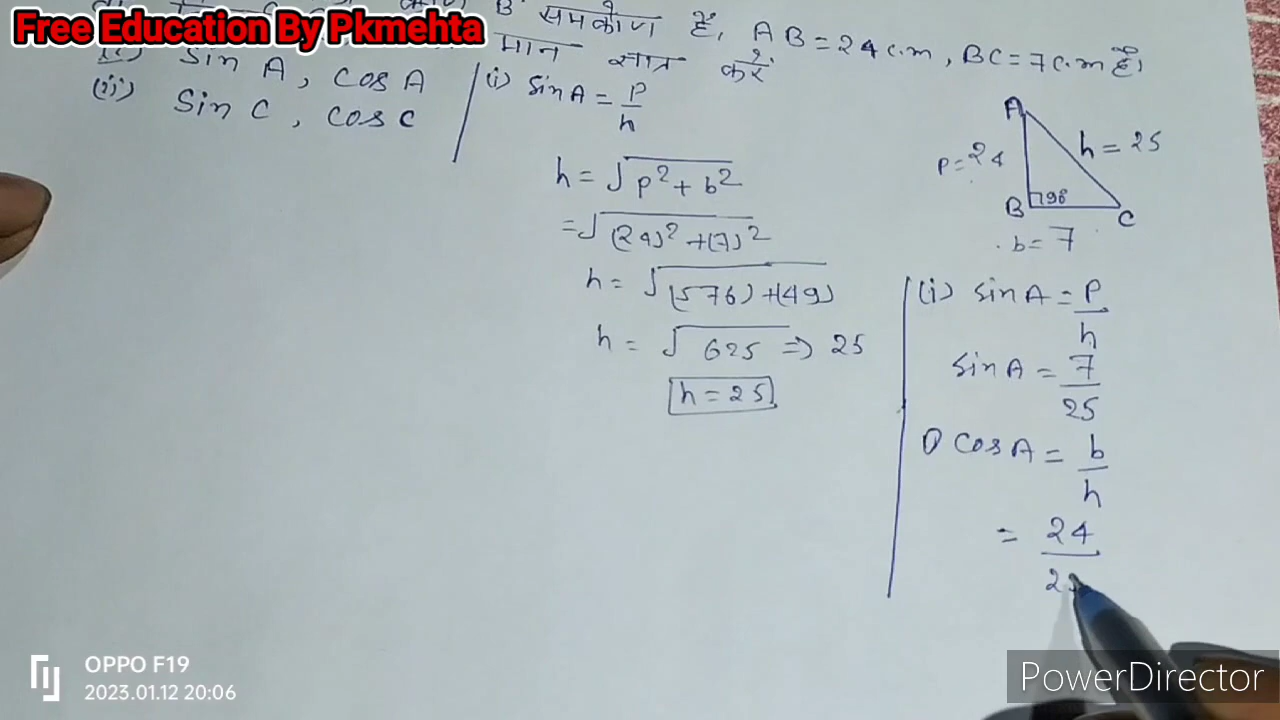 B समकोण है, AB=24c.m, BC=7c.m है।
Free Education By Pkmehta
मान ज्ञात करें
Sin A, cos A
(ii) Sin C, cos C
(i) Sin A = P/h
h = √p²+b²
=√(24)²+(7)²
h = √(576)+(49)
h = √625 ⇒ 25
h=25
A
P=24
h=25
B
90°
C
b=7
(i) Sin A = P/h
Sin A = 7/25
cos A = b/h
= 24/2
OPPO F19
2023.01.12 20:06
PowerDirector